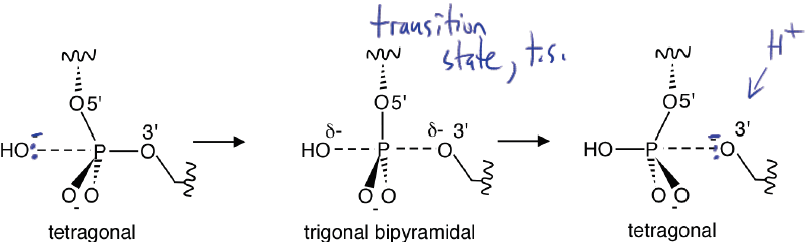 transition
state, t.s.
H+
O5'
3'
HO:-
P
O
O O
-
tetragonal
O5'
δ-
δ- 3'
HO
P
O
O O
-
trigonal bipyramidal
O5'
3'
HO
P
-:O
O O
-
tetragonal